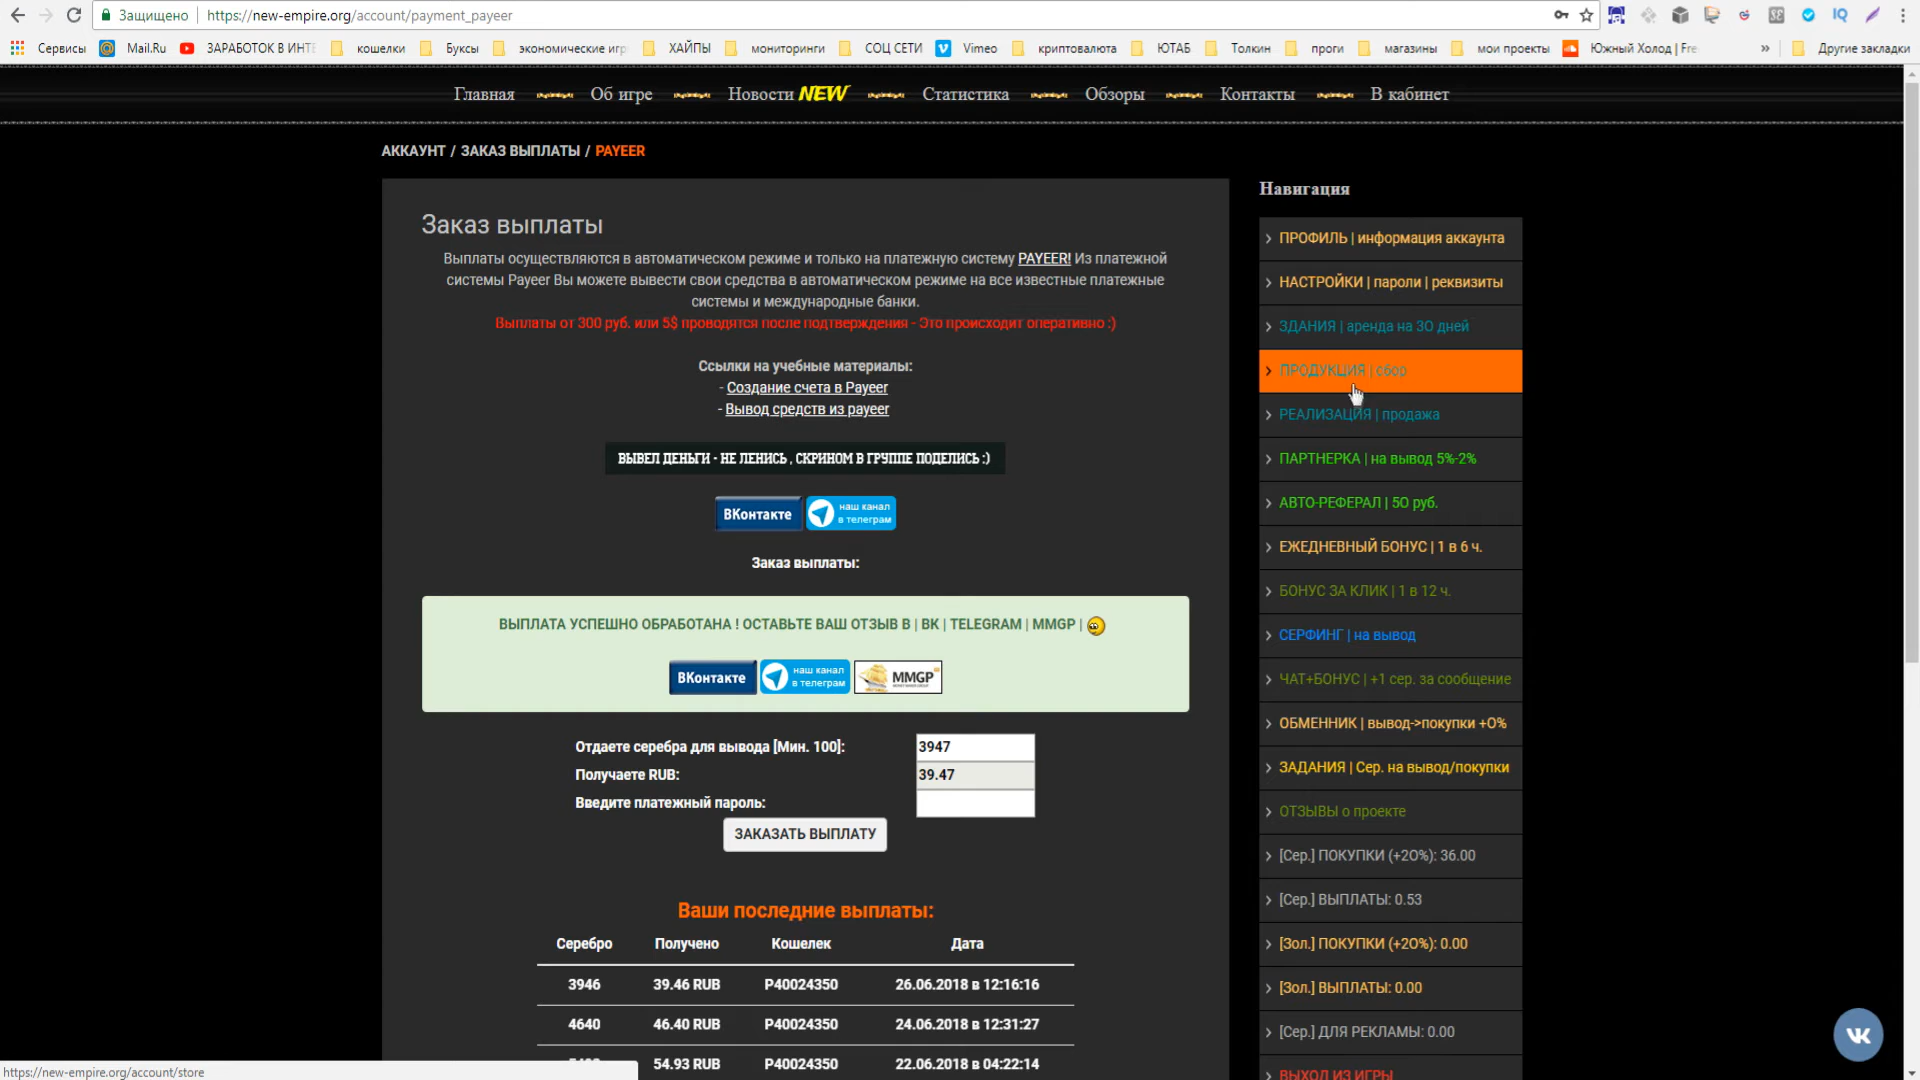 Защищено | https://new-empire.org/account/payment_payeer
Сервисы Mail.Ru ЗАРАБОТОК В ИНТЕ кошелки Буксы экономические игр ХАЙПЫ мониторинги СОЦ СЕТИ Vimeo криптовалюта ЮТАБ Толкин проги магазины мои проекты Южный Холод | Fre » Другие закладки
Главная Об игре Новости NEW Статистика Обзоры Контакты В кабинет
АККАУНТ / ЗАКАЗ ВЫПЛАТЫ / PAYEER
Заказ выплаты
Выплаты осуществляются в автоматическом режиме и только на платежную систему PAYEER! Из платежной
системы Payeer Вы можете вывести свои средства в автоматическом режиме на все известные платежные
системы и международные банки.
Выплаты от 300 руб. или 5$ проводятся после подтверждения - Это происходит оперативно :)
Ссылки на учебные материалы:
- Создание счета в Payeer
- Вывод средств из payeer
ВЫВЕЛ ДЕНЬГИ - НЕ ЛЕНИСЬ , СКРИНОМ В ГРУППЕ ПОДЕЛИСЬ :)
ВКонтакте наш канал в телеграм
Заказ выплаты:
ВЫПЛАТА УСПЕШНО ОБРАБОТАНА ! ОСТАВЬТЕ ВАШ ОТЗЫВ В | ВК | TELEGRAM | MMGP |
ВКонтакте наш канал в телеграм MMGP
Отдаете серебра для вывода [Мин. 100]: 3947
Получаете RUB: 39.47
Введите платежный пароль:
ЗАКАЗАТЬ ВЫПЛАТУ
Ваши последние выплаты:
Серебро Получено Кошелек Дата
3946 39.46 RUB P40024350 26.06.2018 в 12:16:16
4640 46.40 RUB P40024350 24.06.2018 в 12:31:27
54.93 RUB P40024350 22.06.2018 в 04:22:14
Навигация
ПРОФИЛЬ | информация аккаунта
НАСТРОЙКИ | пароли | реквизиты
ЗДАНИЯ | аренда на 30 дней
ПРОДУКЦИЯ | сбор
РЕАЛИЗАЦИЯ | продажа
ПАРТНЕРКА | на вывод 5%-2%
АВТО-РЕФЕРАЛ | 50 руб.
ЕЖЕДНЕВНЫЙ БОНУС | 1 в 6 ч.
БОНУС ЗА КЛИК | 1 в 12 ч.
СЕРФИНГ | на вывод
ЧАТ+БОНУС | +1 сер. за сообщение
ОБМЕННИК | вывод->покупки +0%
ЗАДАНИЯ | Сер. на вывод/покупки
ОТЗЫВЫ о проекте
[Сер.] ПОКУПКИ (+20%): 36.00
[Сер.] ВЫПЛАТЫ: 0.53
[Зол.] ПОКУПКИ (+20%): 0.00
[Зол.] ВЫПЛАТЫ: 0.00
[Сер.] ДЛЯ РЕКЛАМЫ: 0.00
ВЫХОД ИЗ ИГРЫ
https://new-empire.org/account/store